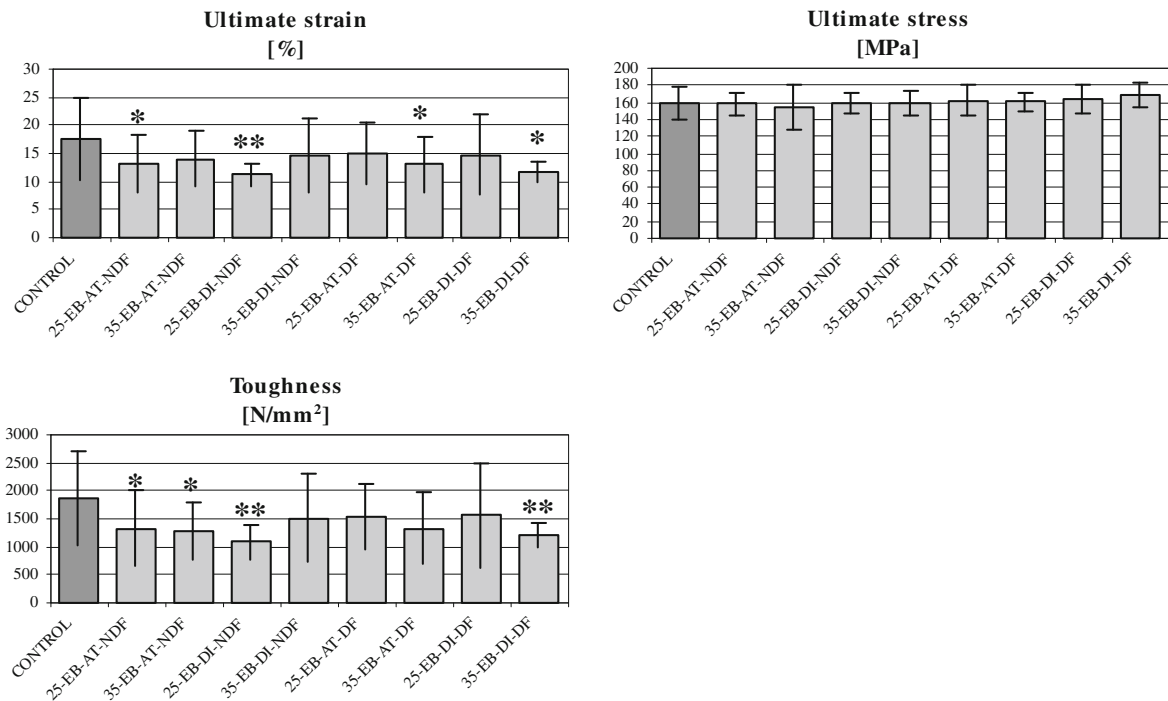 Ultimate strain
[%]
30
25
20
15
10
5
0
*
**
*
*
CONTROL
25-EB-AT-NDF
35-EB-AT-NDF
25-EB-DI-NDF
35-EB-DI-NDF
25-EB-AT-DF
35-EB-AT-DF
25-EB-DI-DF
35-EB-DI-DF
Ultimate stress
[MPa]
200
180
160
140
120
100
80
60
40
20
0
CONTROL
25-EB-AT-NDF
35-EB-AT-NDF
25-EB-DI-NDF
35-EB-DI-NDF
25-EB-AT-DF
35-EB-AT-DF
25-EB-DI-DF
35-EB-DI-DF
Toughness
[N/mm²]
3000
2500
2000
1500
1000
500
0
*
*
**
**
CONTROL
25-EB-AT-NDF
35-EB-AT-NDF
25-EB-DI-NDF
35-EB-DI-NDF
25-EB-AT-DF
35-EB-AT-DF
25-EB-DI-DF
35-EB-DI-DF